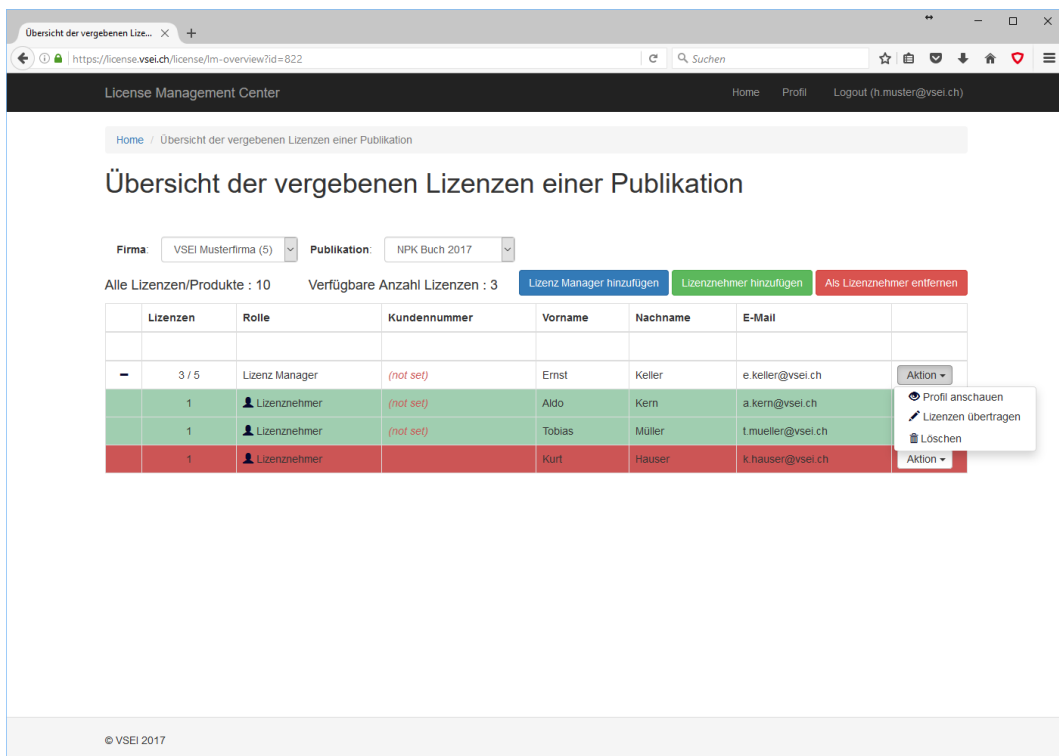 Übersicht der vergebenen Lize...
https://license.vsei.ch/license/lm-overview?id=822
Suchen
License Management Center
Home Profil Logout (h.muster@vsei.ch)
Home / Übersicht der vergebenen Lizenzen einer Publikation
Übersicht der vergebenen Lizenzen einer Publikation
Firma: VSEI Musterfirma (5) Publikation: NPK Buch 2017
Alle Lizenzen/Produkte : 10 Verfügbare Anzahl Lizenzen : 3 Lizenz Manager hinzufügen Lizenznehmer hinzufügen Als Lizenznehmer entfernen
Lizenzen Rolle Kundennummer Vorname Nachname E-Mail
3 / 5 Lizenz Manager (not set) Ernst Keller e.keller@vsei.ch Aktion
1 Lizenznehmer (not set) Aldo Kern a.kern@vsei.ch
1 Lizenznehmer (not set) Tobias Müller t.mueller@vsei.ch
1 Lizenznehmer Kurt Hauser k.hauser@vsei.ch Aktion
Profil anschauen
Lizenzen übertragen
Löschen
© VSEI 2017